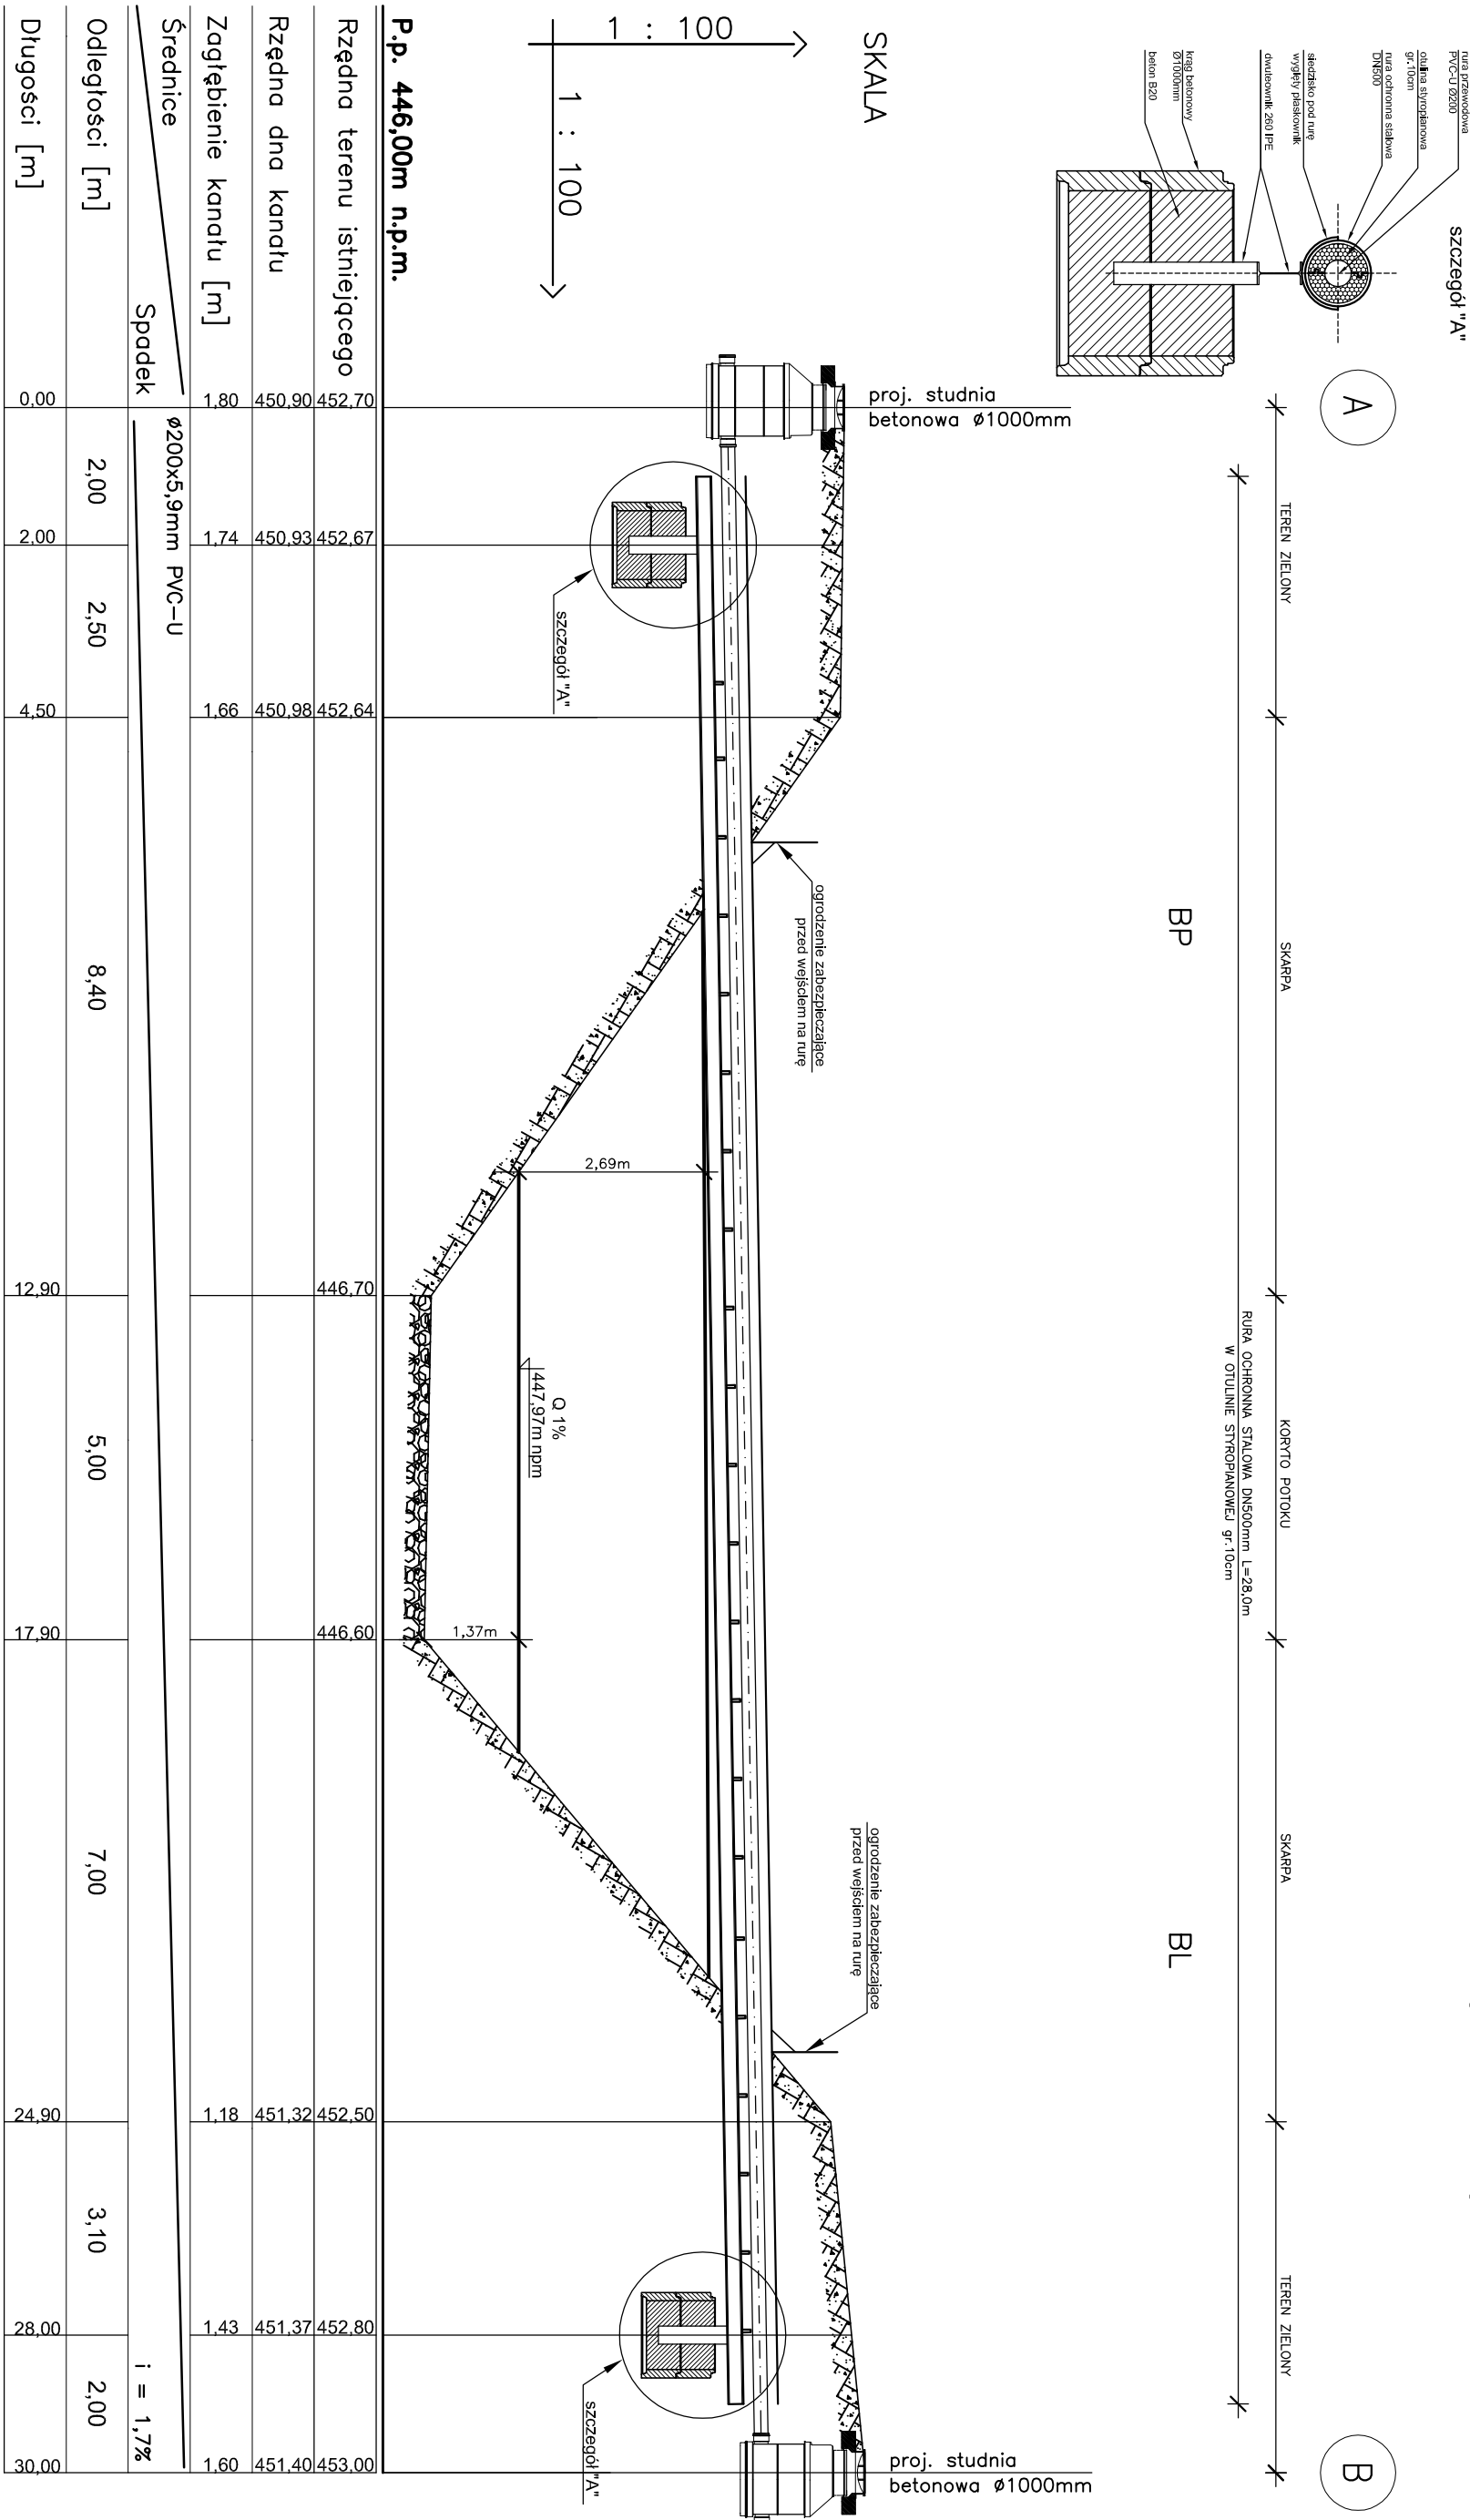 szczegół "A"
rura przewodowa
PVC-U Ø200
otulina styropianowa
gr.10cm
rura ochronna stalowa
DN500
siedzisko pod rurę
wygięty płaskownik
dwuteownik 260 IPE
krąg betonowy
Ø1000mm
beton B20
A
B
TEREN ZIELONY
SKARPA
KORYTO POTOKU
SKARPA
TEREN ZIELONY
RURA OCHRONNA STALOWA DN500mm L=28,0m
W OTULINIE STYROPIANOWEJ gr.10cm
BP
BL
SKALA
1 : 100
1 : 100
proj. studnia
betonowa ø1000mm
proj. studnia
betonowa ø1000mm
ogrodzenie zabezpieczające
przed wejściem na rurę
ogrodzenie zabezpieczające
przed wejściem na rurę
szczegół "A"
szczegół "A"
2,69m
Q 1%
447,97m npm
1,37m
P.p. 446,00m n.p.m.
Rzędna terenu istniejącego
452,70 452,67 452,64 446,70 446,60 452,50 452,80 453,00
Rzędna dna kanału
450,90 450,93 450,98 451,32 451,37 451,40
Zagłębienie kanału [m]
1,80 1,74 1,66 1,18 1,43 1,60
Średnice
ø200x5,9mm PVC-U
Spadek
i = 1,7%
Odległości [m]
2,00 2,50 8,40 5,00 7,00 3,10 2,00
Długości [m]
0,00 2,00 4,50 12,90 17,90 24,90 28,00 30,00